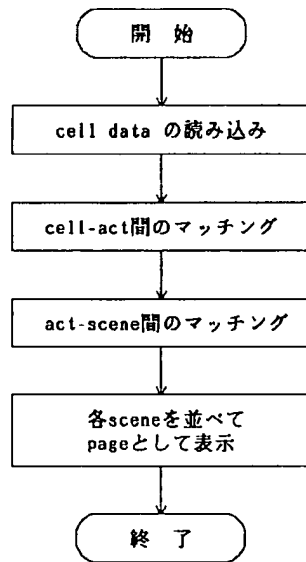 開 始
cell data の読み込み
cell-act間のマッチング
act-scene間のマッチング
各sceneを並べて
pageとして表示
終 了